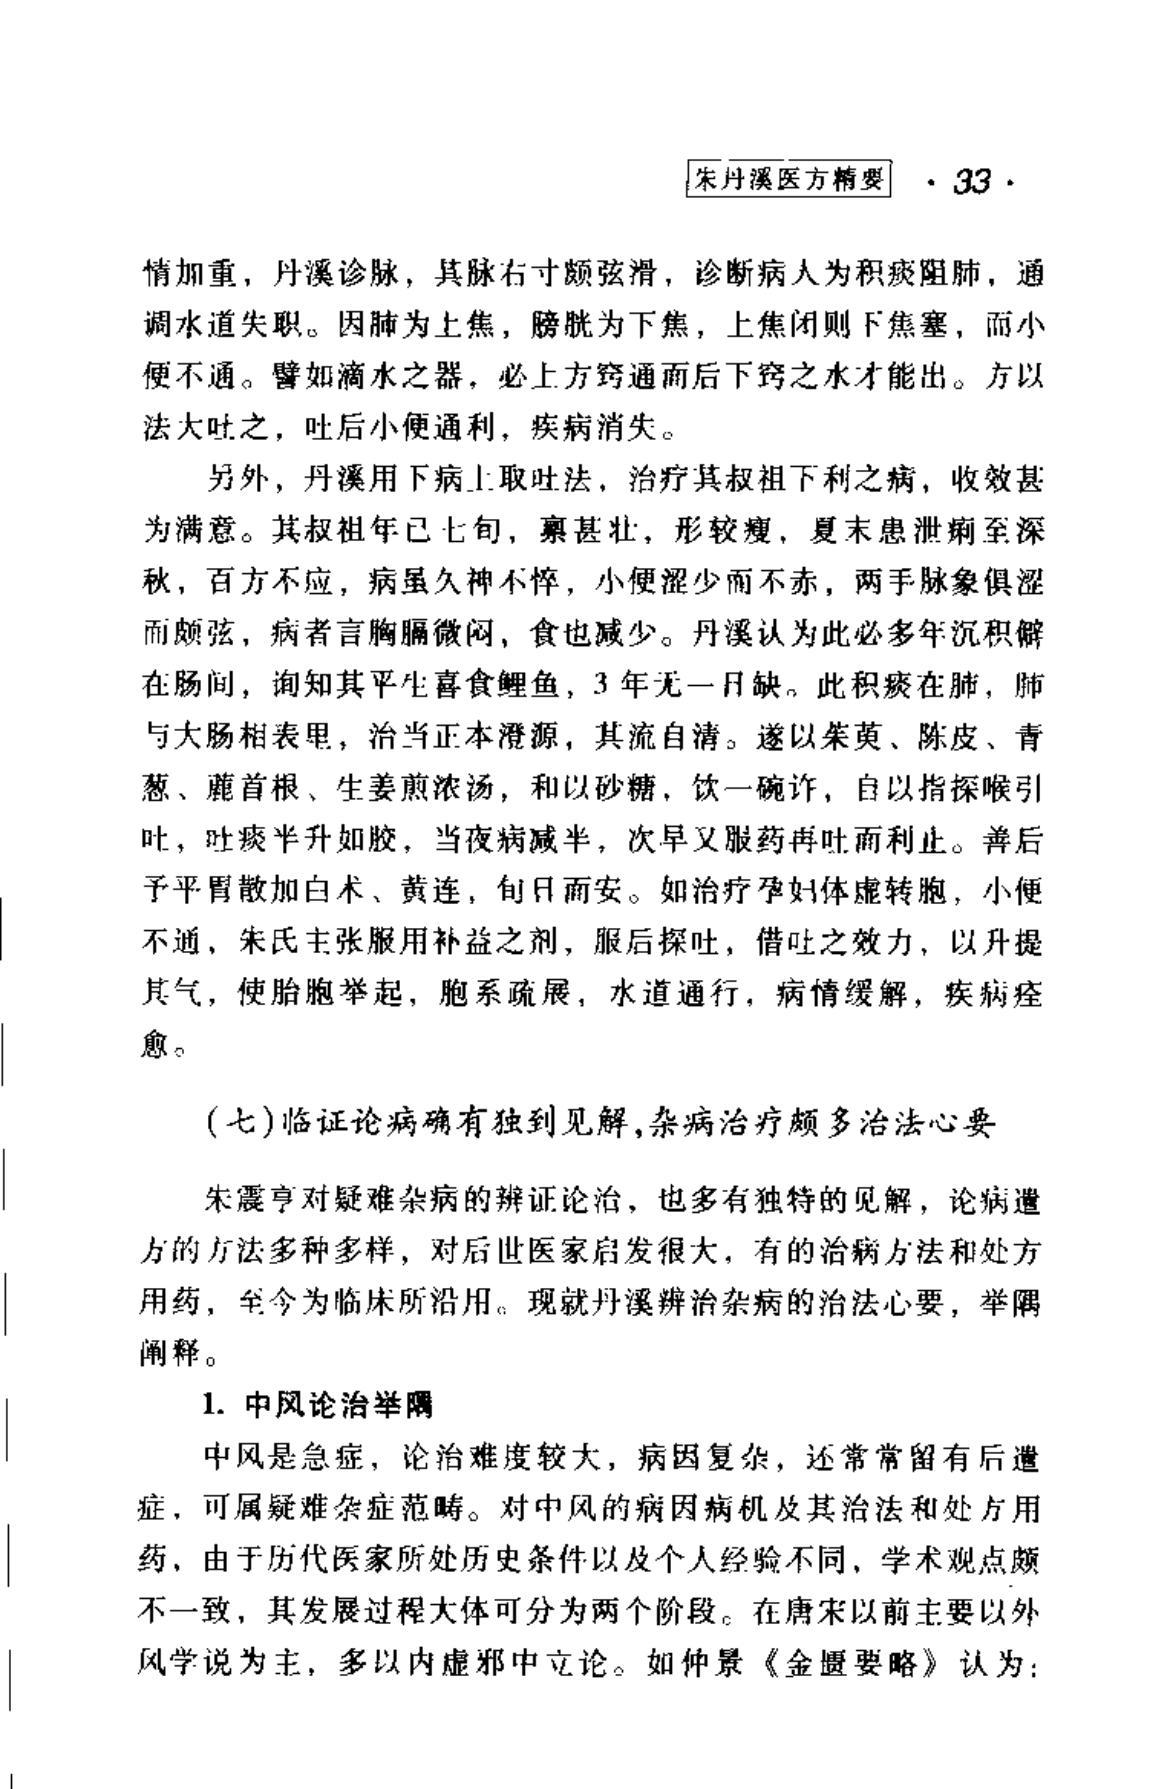 朱丹溪医方精要 · 33 ·
情加重，丹溪诊脉，其脉右寸颇弦滑，诊断病人为积痰阻肺，通
调水道失职。因肺为上焦，膀胱为下焦，上焦闭则下焦塞，而小
便不通。譬如滴水之器，必上方窍通而后下窍之水才能出。方以
法大吐之，吐后小便通利，疾病消失。
另外，丹溪用下病上取吐法，治疗其叔祖下利之病，收效甚
为满意。其叔祖年已七旬，禀甚壮，形较瘦，夏末患泄痢至深
秋，百方不应，病虽久神不悴，小便涩少而不赤，两手脉象俱涩
而颇弦，病者言胸膈微闷，食也减少。丹溪认为此必多年沉积僻
在肠间，询知其平生喜食鲤鱼，3年无一日缺。此积痰在肺，肺
与大肠相表里，治当正本澄源，其流自清。遂以茱萸、陈皮、青
葱、蔍首根、生姜煎浓汤，和以砂糖，饮一碗许，自以指探喉引
吐，吐痰半升如胶，当夜病减半，次早又服药再吐而利止。善后
予平胃散加白术、黄连，旬日而安。如治疗孕妇体虚转胞，小便
不通，朱氏主张服用补益之剂，服后探吐，借吐之效力，以升提
其气，使胎胞举起，胞系疏展，水道通行，病情缓解，疾病痊
愈。
(七)临证论病确有独到见解,杂病治疗颇多治法心要
朱震亨对疑难杂病的辨证论治，也多有独特的见解，论病遣
方的方法多种多样，对后世医家启发很大，有的治病方法和处方
用药，至今为临床所沿用。现就丹溪辨治杂病的治法心要，举隅
阐释。
1. 中风论治举隅
中风是急症，论治难度较大，病因复杂，还常常留有后遗
症，可属疑难杂症范畴。对中风的病因病机及其治法和处方用
药，由于历代医家所处历史条件以及个人经验不同，学术观点颇
不一致，其发展过程大体可分为两个阶段。在唐宋以前主要以外
风学说为主，多以内虚邪中立论。如仲景《金匮要略》认为：